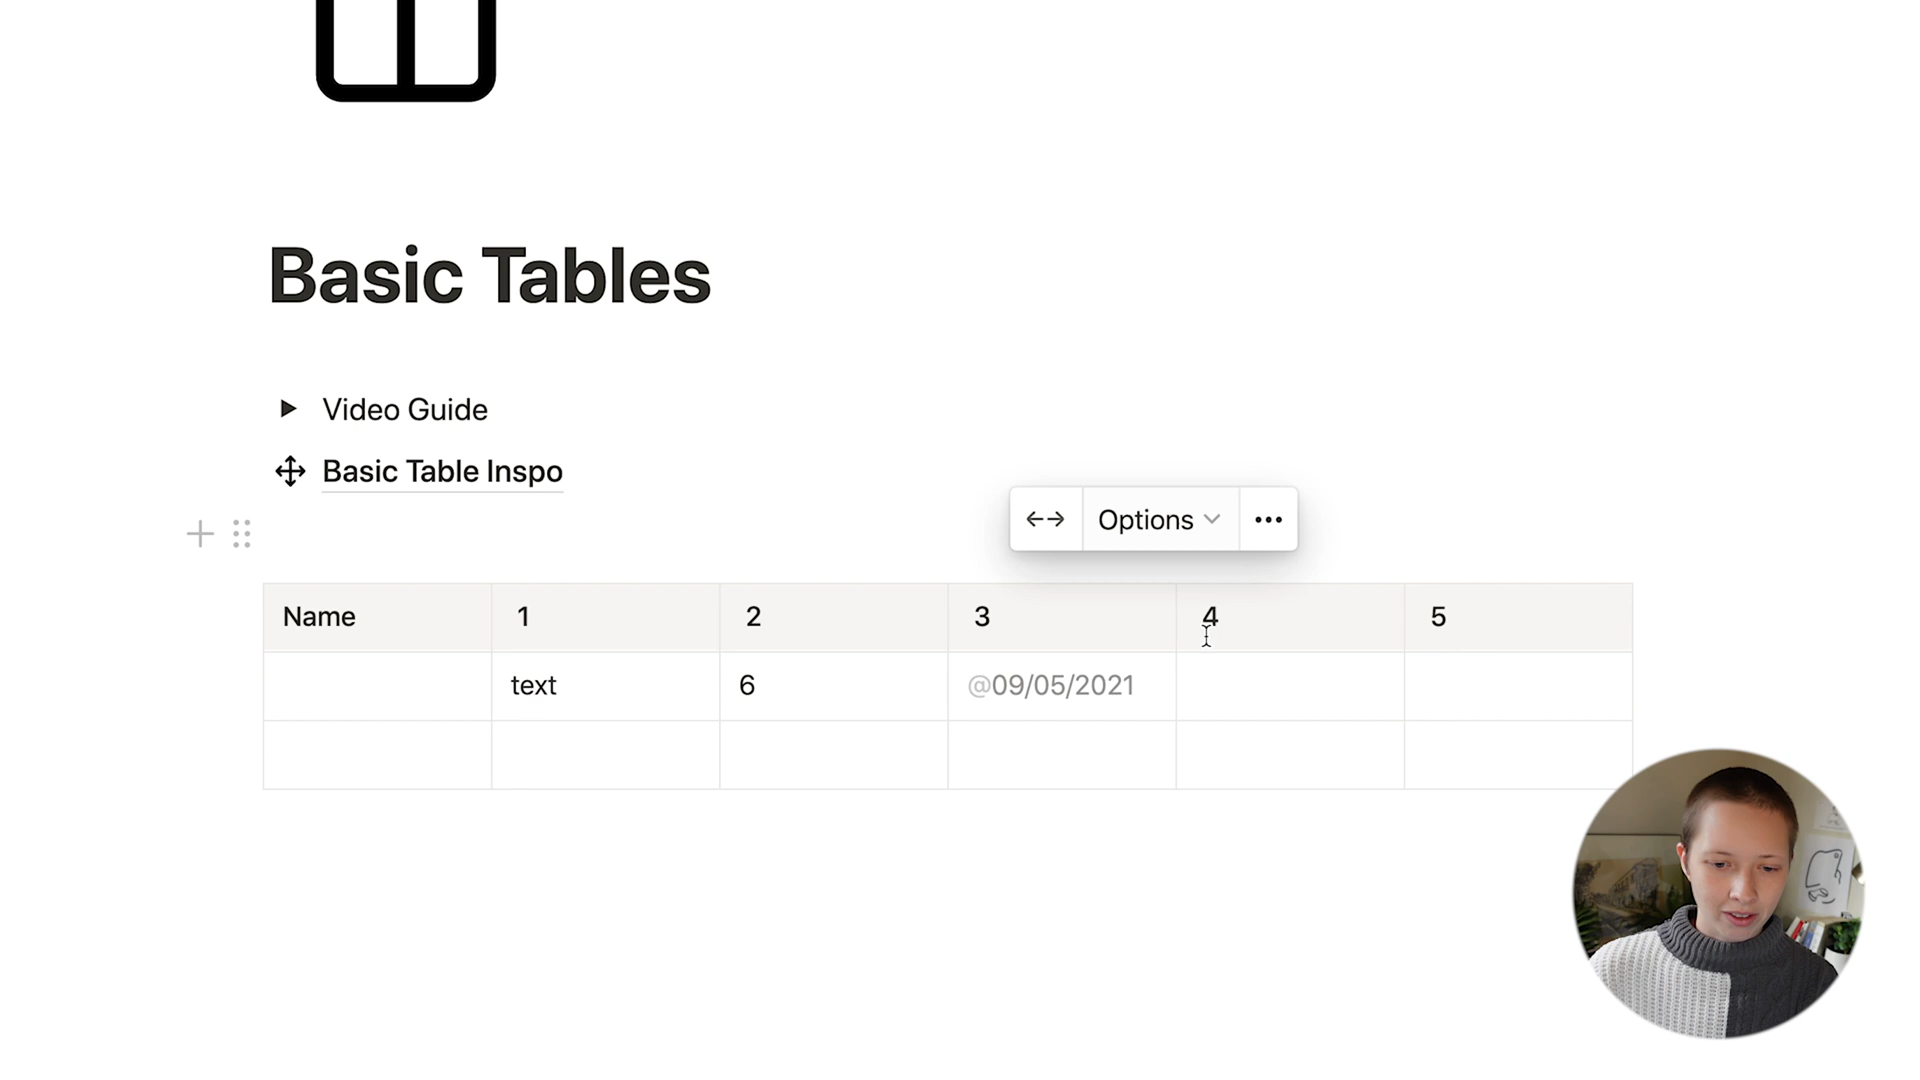 Basic Tables
Video Guide
Basic Table Inspo
Options
Name 1 2 3 4 5
text 6 @09/05/2021